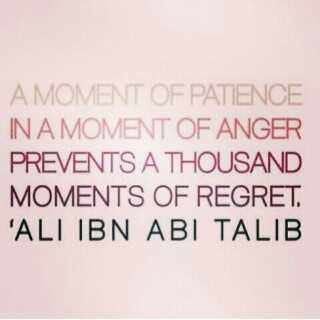 A MOMENT OF PATIENCE
IN A MOMENT OF ANGER
PREVENTS A THOUSAND
MOMENTS OF REGRET.
'ALI IBN ABI TALIB